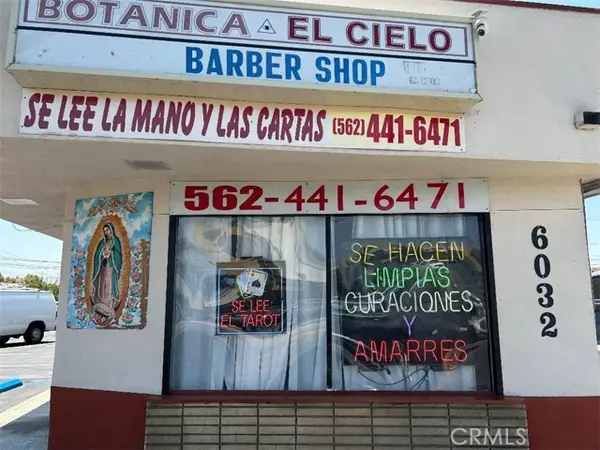 BOTANICA EL CIELO
BARBER SHOP
SE LEE LA MANO Y LAS CARTAS (562) 441-6471
562-441-6471
SE LEE
EL TAROT
SE HACEN
LIMPIAS
CURACIONES
Y
AMARRES
6032
CRMLS